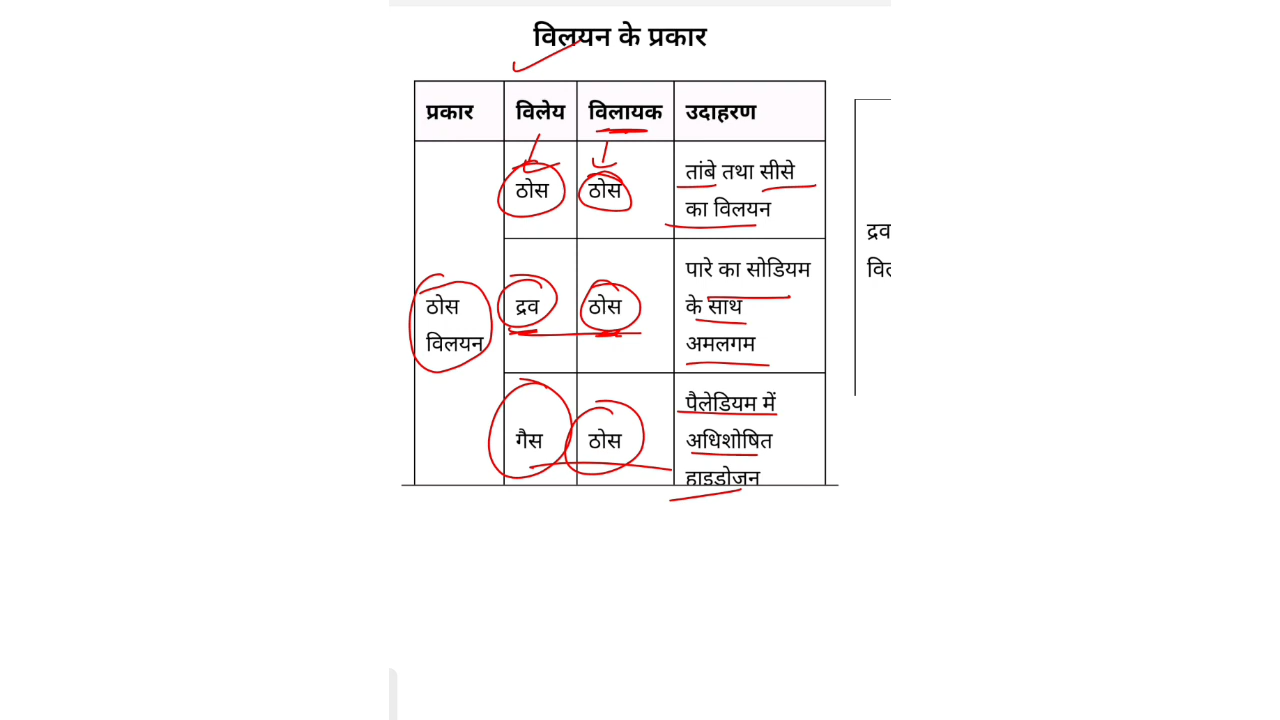 विलयन के प्रकार
प्रकार विलेय विलायक उदाहरण
ठोस विलयन
ठोस ठोस तांबे तथा सीसे
का विलयन
द्रव ठोस पारे का सोडियम
के साथ
अमलगम
गैस ठोस पैलेडियम में
अधिशोषित
हाइड्रोजन
द्रव